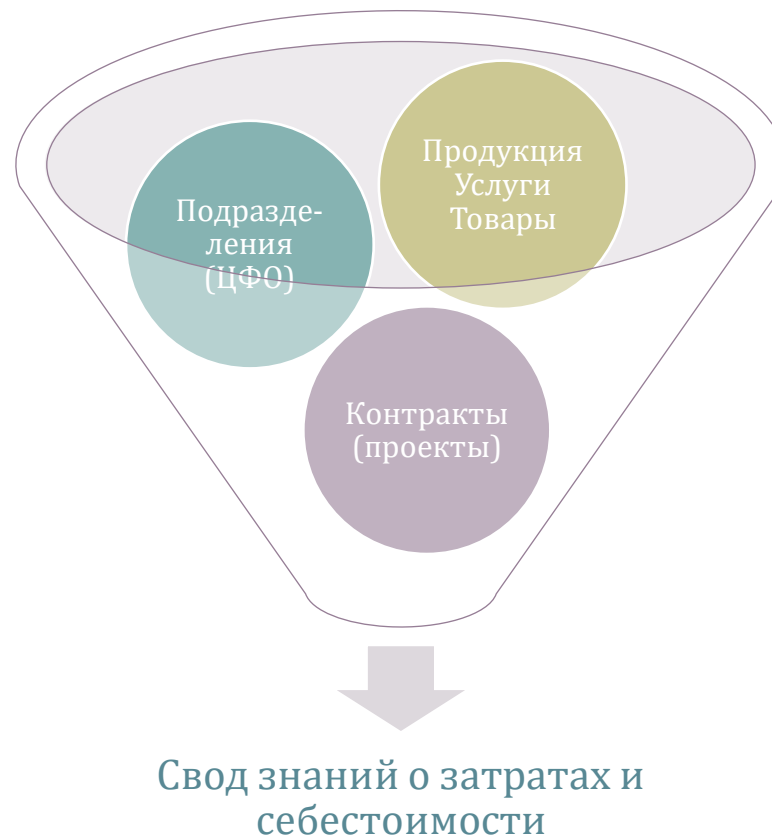 Продукция
Услуги
Товары
Подразде-
ления
(ЦФО)
Контракты
(проекты)
Свод знаний о затратах и
себестоимости